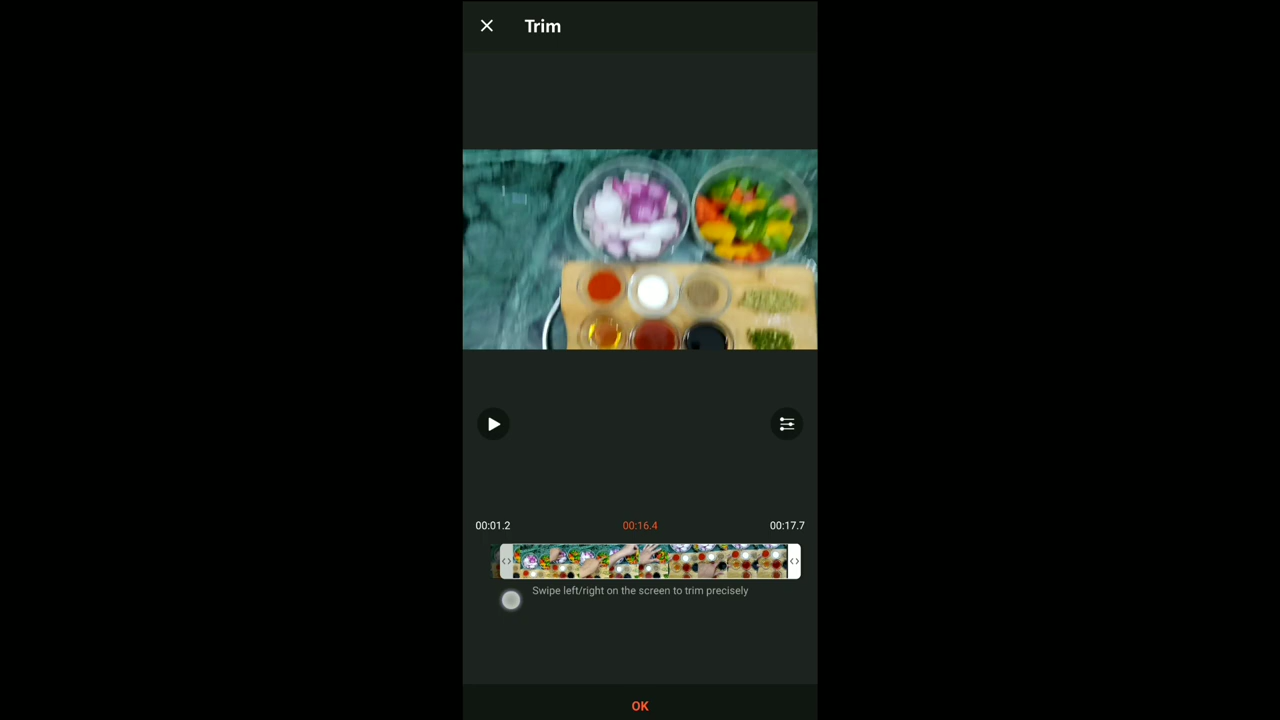 Trim
00:01.2 00:16.4 00:17.7
Swipe left/right on the screen to trim precisely
OK